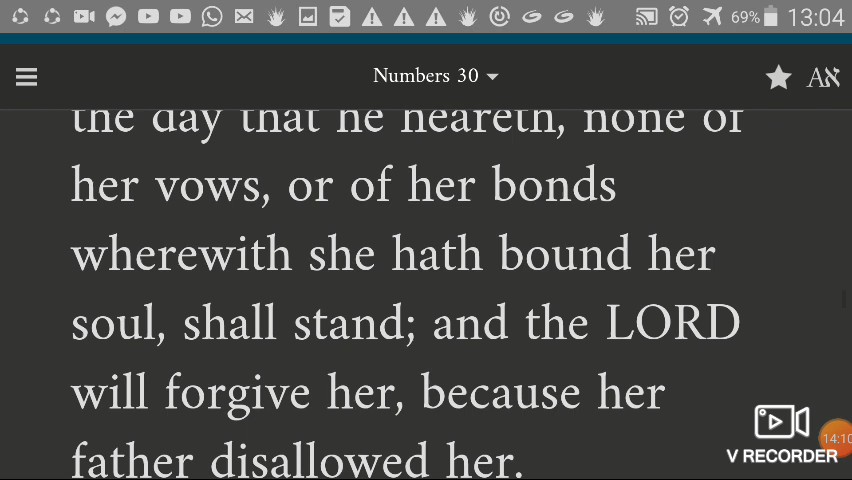 69% 13:04
Numbers 30
Aא
the day that he heareth, none of
her vows, or of her bonds
wherewith she hath bound her
soul, shall stand; and the LORD
will forgive her, because her
father disallowed her.
14:10
V RECORDER